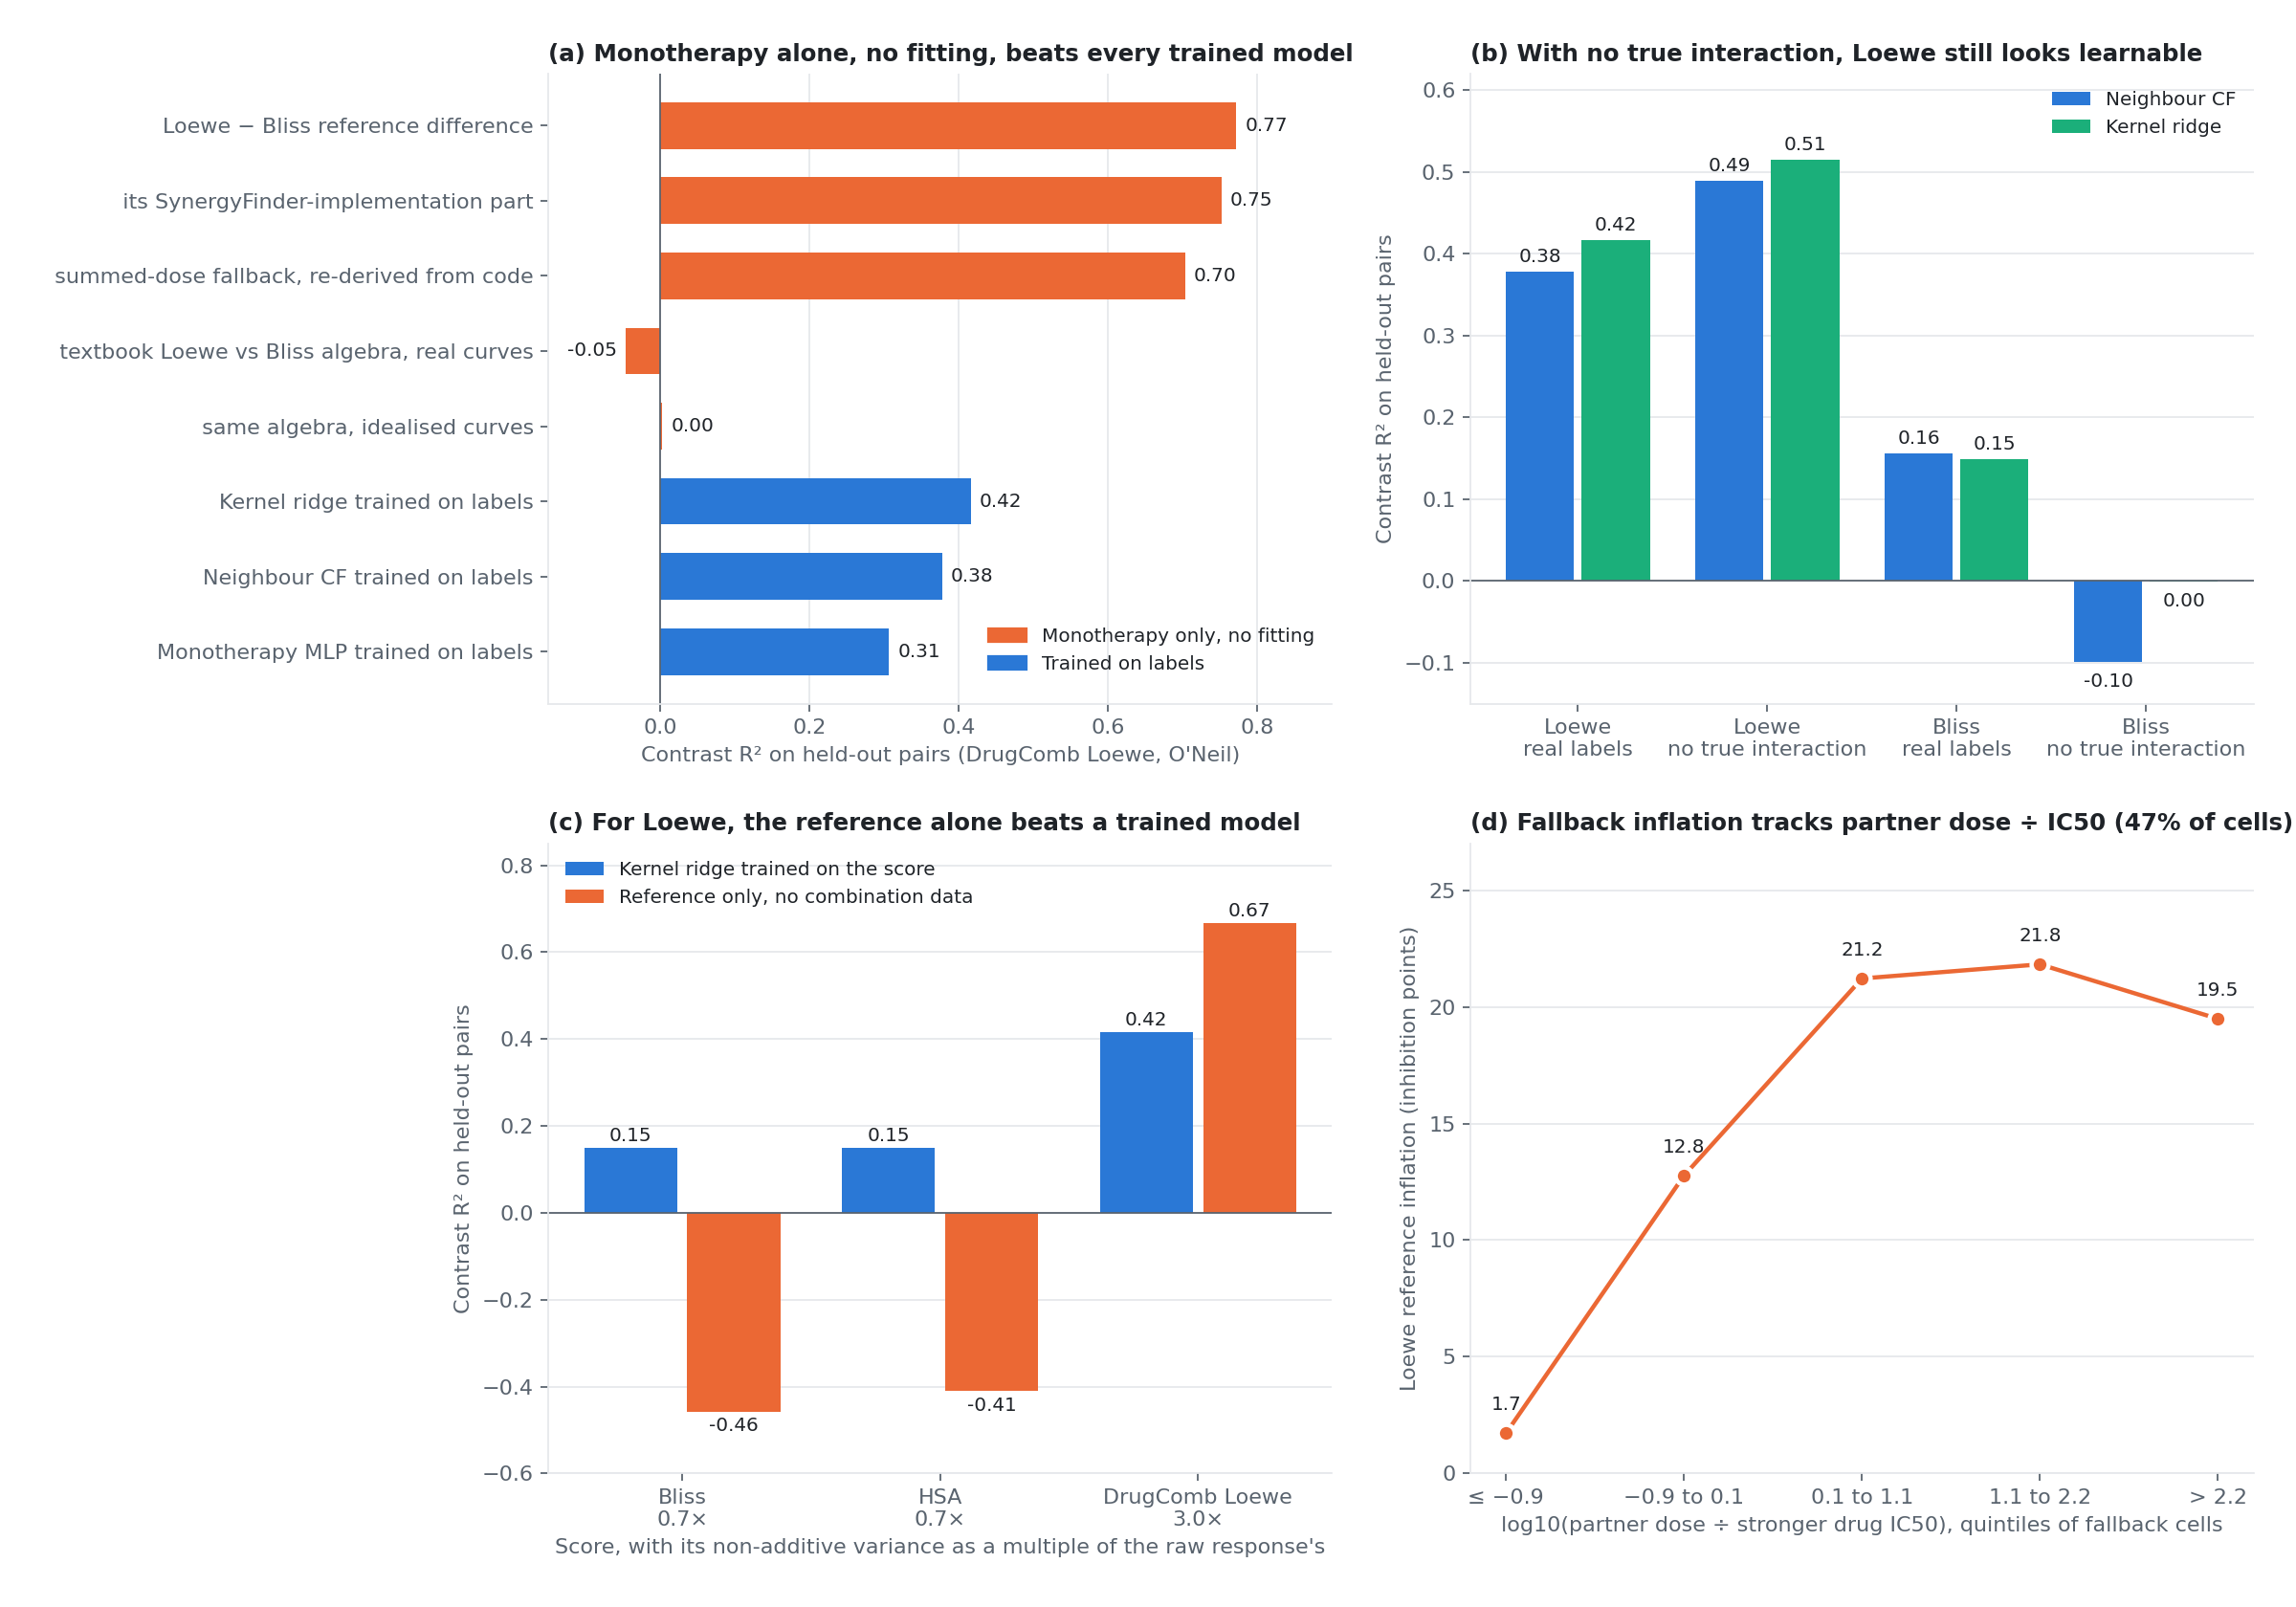 (a) Monotherapy alone, no fitting, beats every trained model
Loewe − Bliss reference difference
0.77
its SynergyFinder-implementation part
0.75
summed-dose fallback, re-derived from code
0.70
textbook Loewe vs Bliss algebra, real curves
-0.05
same algebra, idealised curves
0.00
Kernel ridge trained on labels
0.42
Neighbour CF trained on labels
0.38
Monotherapy MLP trained on labels
0.31
Monotherapy only, no fitting
Trained on labels
0.0 0.2 0.4 0.6 0.8
Contrast R² on held-out pairs (DrugComb Loewe, O'Neil)
(b) With no true interaction, Loewe still looks learnable
Neighbour CF
Kernel ridge
Contrast R² on held-out pairs
0.6
0.5
0.4
0.3
0.2
0.1
0.0
−0.1
0.38
0.42
0.49
0.51
0.16
0.15
-0.10
0.00
Loewe
real labels
Loewe
no true interaction
Bliss
real labels
Bliss
no true interaction
(c) For Loewe, the reference alone beats a trained model
Kernel ridge trained on the score
Reference only, no combination data
Contrast R² on held-out pairs
0.8
0.6
0.4
0.2
0.0
−0.2
−0.4
−0.6
0.15
-0.46
0.15
-0.41
0.42
0.67
Bliss
0.7×
HSA
0.7×
DrugComb Loewe
3.0×
Score, with its non-additive variance as a multiple of the raw response's
(d) Fallback inflation tracks partner dose ÷ IC50 (47% of cells)
Loewe reference inflation (inhibition points)
25
20
15
10
5
0
1.7
12.8
21.2
21.8
19.5
≤ −0.9
−0.9 to 0.1
0.1 to 1.1
1.1 to 2.2
> 2.2
log10(partner dose ÷ stronger drug IC50), quintiles of fallback cells